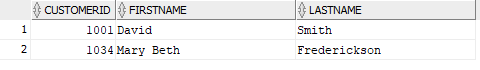 CUSTOMERID FIRSTNAME LASTNAME
1 1001 David Smith
2 1034 Mary Beth Frederickson